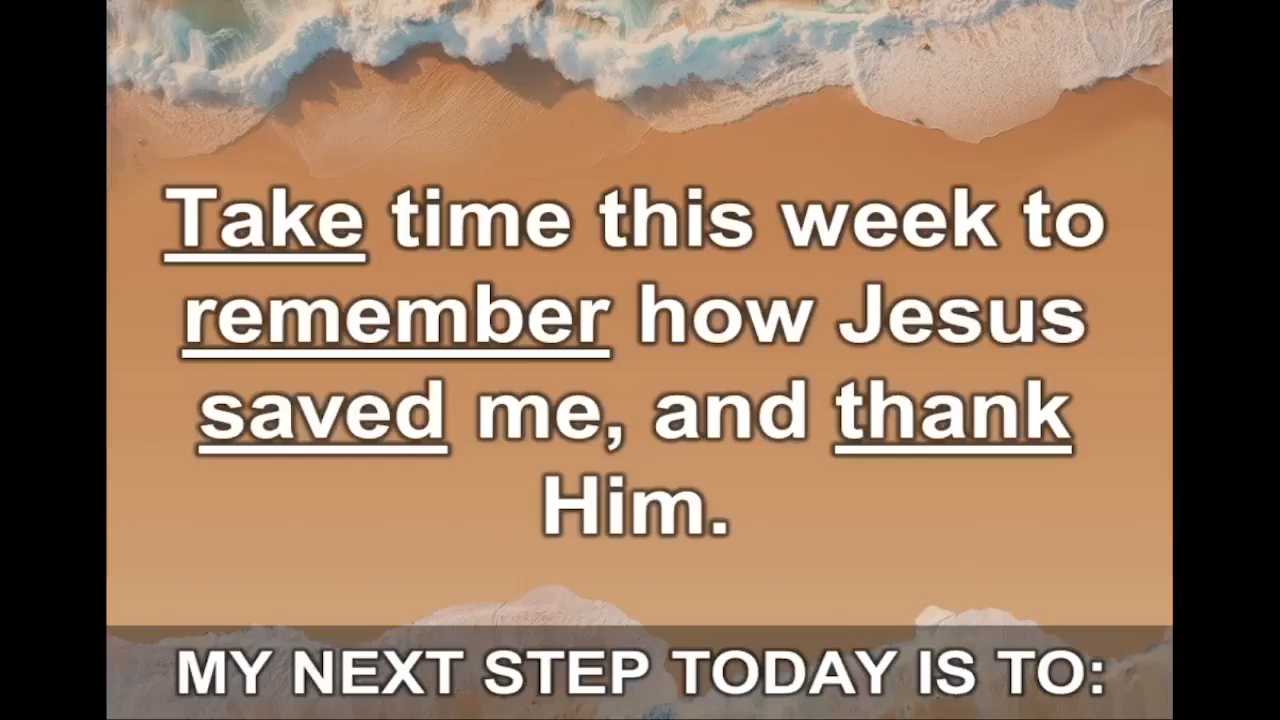 Take time this week to
remember how Jesus
saved me, and thank
Him.
MY NEXT STEP TODAY IS TO: